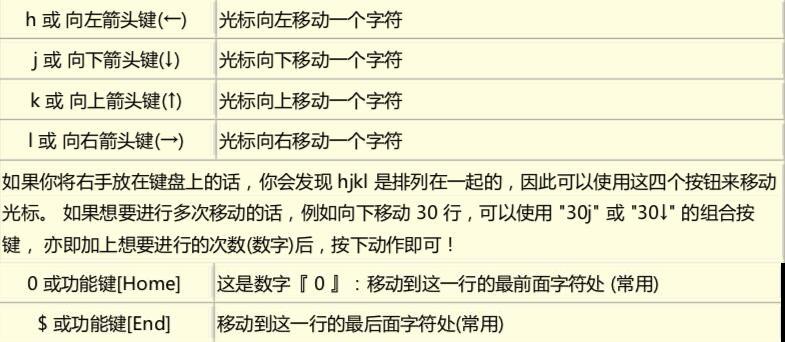 h 或 向左箭头键(←) 光标向左移动一个字符
j 或 向下箭头键(↓) 光标向下移动一个字符
k 或 向上箭头键(↑) 光标向上移动一个字符
l 或 向右箭头键(→) 光标向右移动一个字符
如果你将右手放在键盘上的话，你会发现 hjkl 是排列在一起的，因此可以使用这四个按钮来移动
光标。 如果想要进行多次移动的话，例如向下移动 30 行，可以使用 "30j" 或 "30↓" 的组合按
键， 亦即加上想要进行的次数(数字)后，按下动作即可！
0 或功能键[Home] 这是数字『 0 』：移动到这一行的最前面字符处 (常用)
$ 或功能键[End] 移动到这一行的最后面字符处(常用)